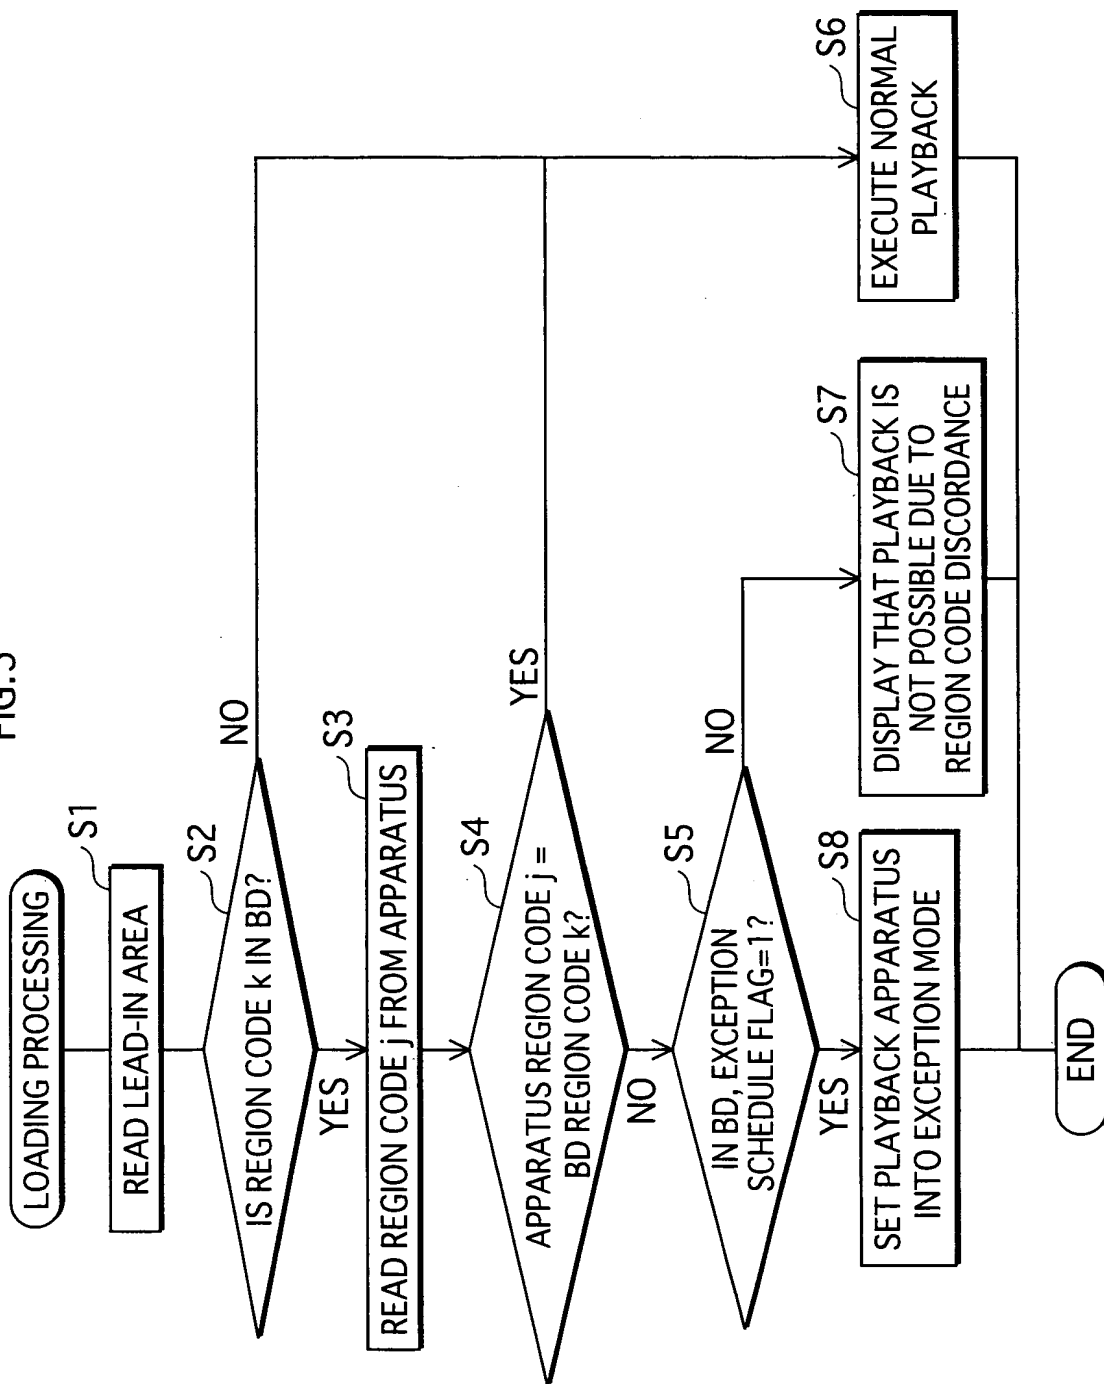 FIG.5
LOADING PROCESSING
S1
READ LEAD-IN AREA
S2
IS REGION CODE k IN BD?
NO
YES
S3
READ REGION CODE j FROM APPARATUS
S4
APPARATUS REGION CODE j =
BD REGION CODE k?
YES
NO
S5
IN BD, EXCEPTION
SCHEDULE FLAG=1?
NO
YES
S8
SET PLAYBACK APPARATUS
INTO EXCEPTION MODE
S7
DISPLAY THAT PLAYBACK IS
NOT POSSIBLE DUE TO
REGION CODE DISCORDANCE
S6
EXECUTE NORMAL
PLAYBACK
END